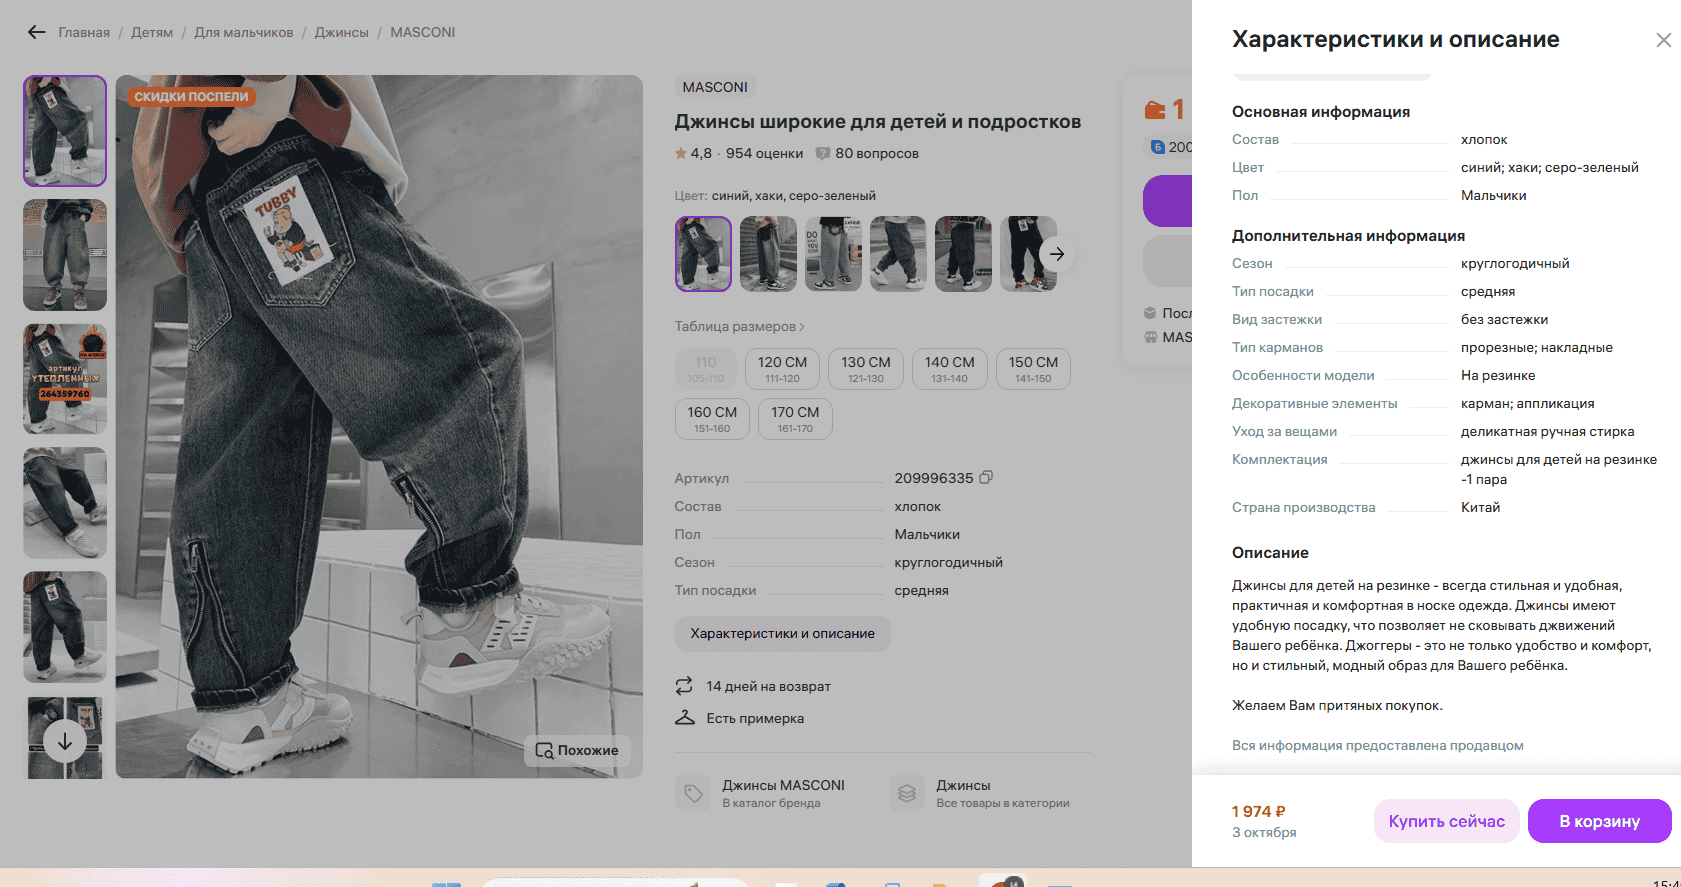 Главная / Детям / Для мальчиков / Джинсы / MASCONI
СКИДКИ ПОСПЕЛИ
TUBBY
Похожие
артикул
УТЕПЛЕННЫХ
264359760
MASCONI
Джинсы широкие для детей и подростков
4,8 · 954 оценки 80 вопросов
Цвет: синий, хаки, серо-зеленый
Таблица размеров
110
105-110
120 СМ
111-120
130 СМ
121-130
140 СМ
131-140
150 СМ
141-150
160 СМ
151-160
170 СМ
161-170
Артикул 209996335
Состав хлопок
Пол Мальчики
Сезон круглогодичный
Тип посадки средняя
Характеристики и описание
14 дней на возврат
Есть примерка
Джинсы MASCONI
В каталог бренда
Джинсы
Все товары в категории
1
200
Посл
MAS
Характеристики и описание
Основная информация
Состав хлопок
Цвет синий; хаки; серо-зеленый
Пол Мальчики
Дополнительная информация
Сезон круглогодичный
Тип посадки средняя
Вид застежки без застежки
Тип карманов прорезные; накладные
Особенности модели На резинке
Декоративные элементы карман; аппликация
Уход за вещами деликатная ручная стирка
Комплектация джинсы для детей на резинке
-1 пара
Страна производства Китай
Описание
Джинсы для детей на резинке - всегда стильная и удобная,
практичная и комфортная в носке одежда. Джинсы имеют
удобную посадку, что позволяет не сковывать джвижений
Вашего ребёнка. Джоггеры - это не только удобство и комфорт,
но и стильный, модный образ для Вашего ребёнка.
Желаем Вам притяных покупок.
Вся информация предоставлена продавцом
1 974 ₽
3 октября
Купить сейчас
В корзину